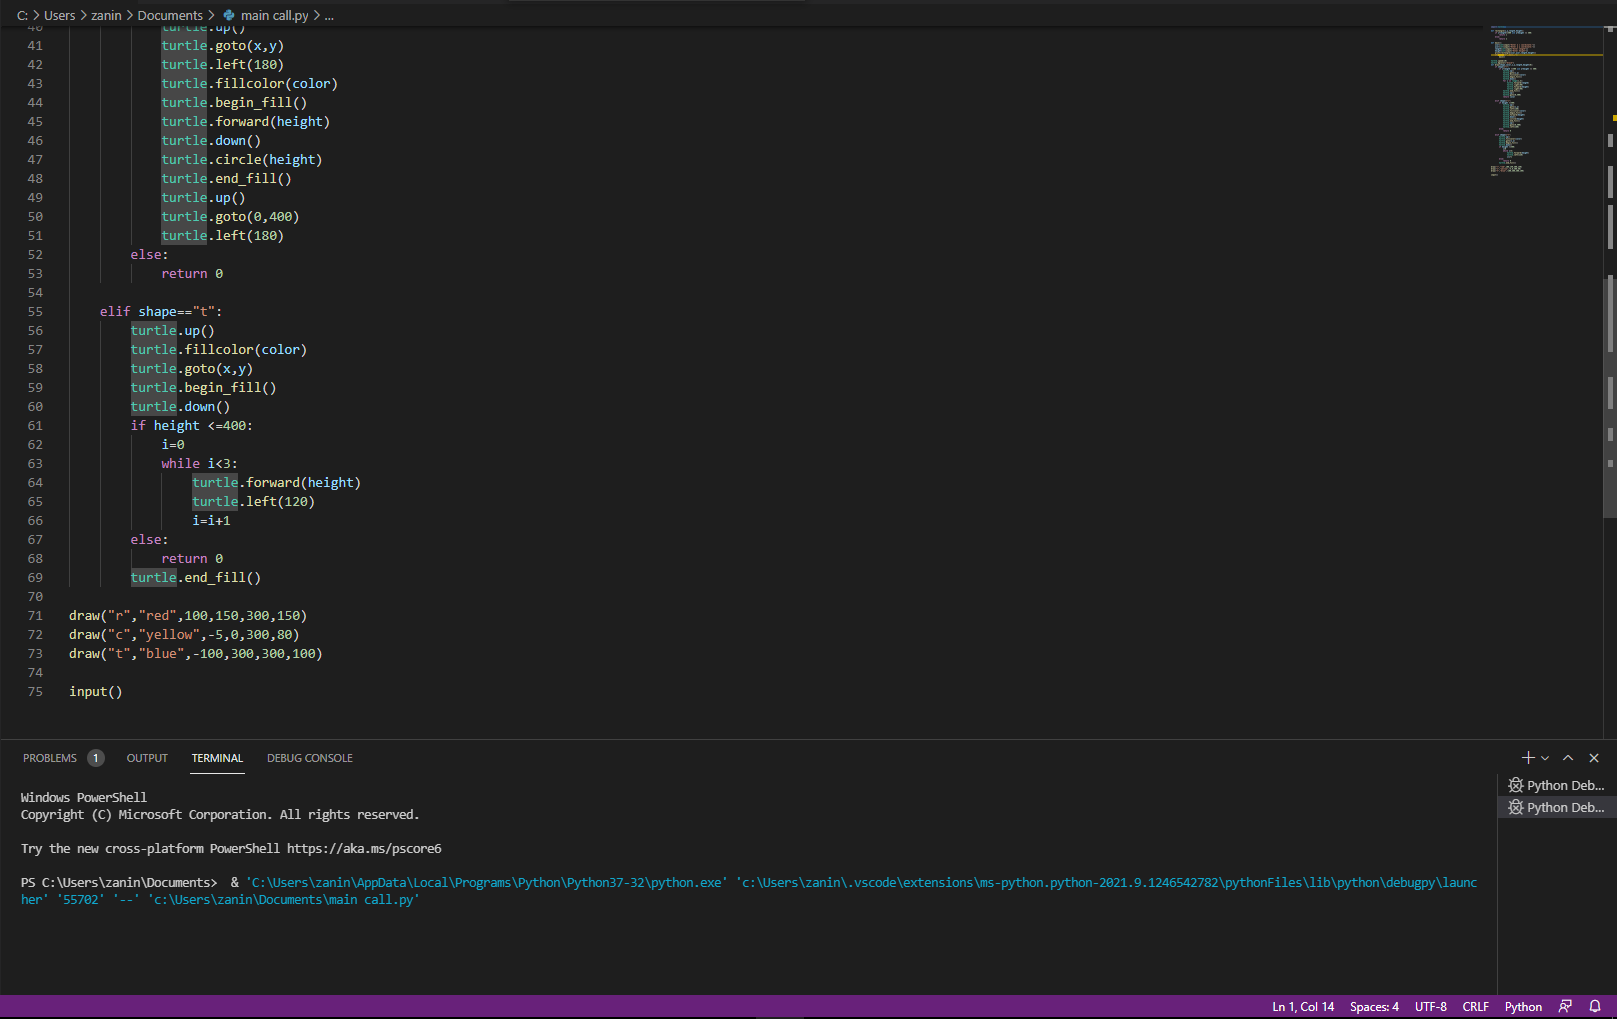 C: > Users > zanin > Documents > main call.py > ...
40 turtle.up()
41 turtle.goto(x,y)
42 turtle.left(180)
43 turtle.fillcolor(color)
44 turtle.begin_fill()
45 turtle.forward(height)
46 turtle.down()
47 turtle.circle(height)
48 turtle.end_fill()
49 turtle.up()
50 turtle.goto(0,400)
51 turtle.left(180)
52 else:
53 return 0
54
55 elif shape=="t":
56 turtle.up()
57 turtle.fillcolor(color)
58 turtle.goto(x,y)
59 turtle.begin_fill()
60 turtle.down()
61 if height <=400:
62 i=0
63 while i<3:
64 turtle.forward(height)
65 turtle.left(120)
66 i=i+1
67 else:
68 return 0
69 turtle.end_fill()
70
71 draw("r","red",100,150,300,150)
72 draw("c","yellow",-5,0,300,80)
73 draw("t","blue",-100,300,300,100)
74
75 input()
PROBLEMS 1 OUTPUT TERMINAL DEBUG CONSOLE
Python Deb...
Python Deb...
Windows PowerShell
Copyright (C) Microsoft Corporation. All rights reserved.
Try the new cross-platform PowerShell https://aka.ms/pscore6
PS C:\Users\zanin\Documents>  & 'C:\Users\zanin\AppData\Local\Programs\Python\Python37-32\python.exe' 'c:\Users\zanin\.vscode\extensions\ms-python.python-2021.9.1246542782\pythonFiles\lib\python\debugpy\launc
her' '55702' '--' 'c:\Users\zanin\Documents\main call.py'
Ln 1, Col 14 Spaces: 4 UTF-8 CRLF Python